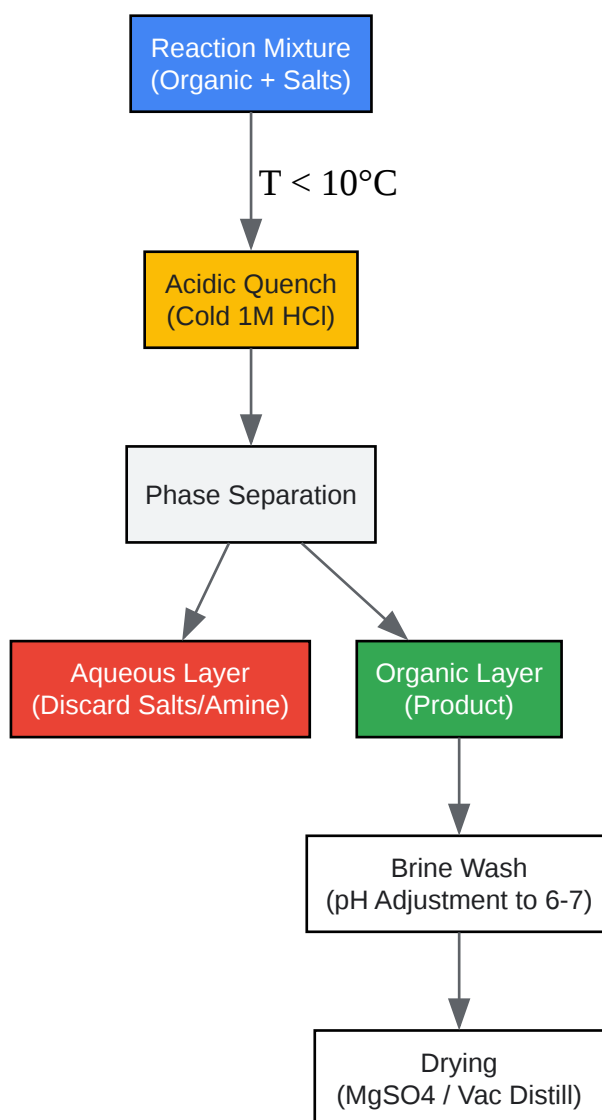 Reaction Mixture
(Organic + Salts)
T < 10°C
Acidic Quench
(Cold 1M HCl)
Phase Separation
Aqueous Layer
(Discard Salts/Amine)
Organic Layer
(Product)
Brine Wash
(pH Adjustment to 6-7)
Drying
(MgSO4 / Vac Distill)